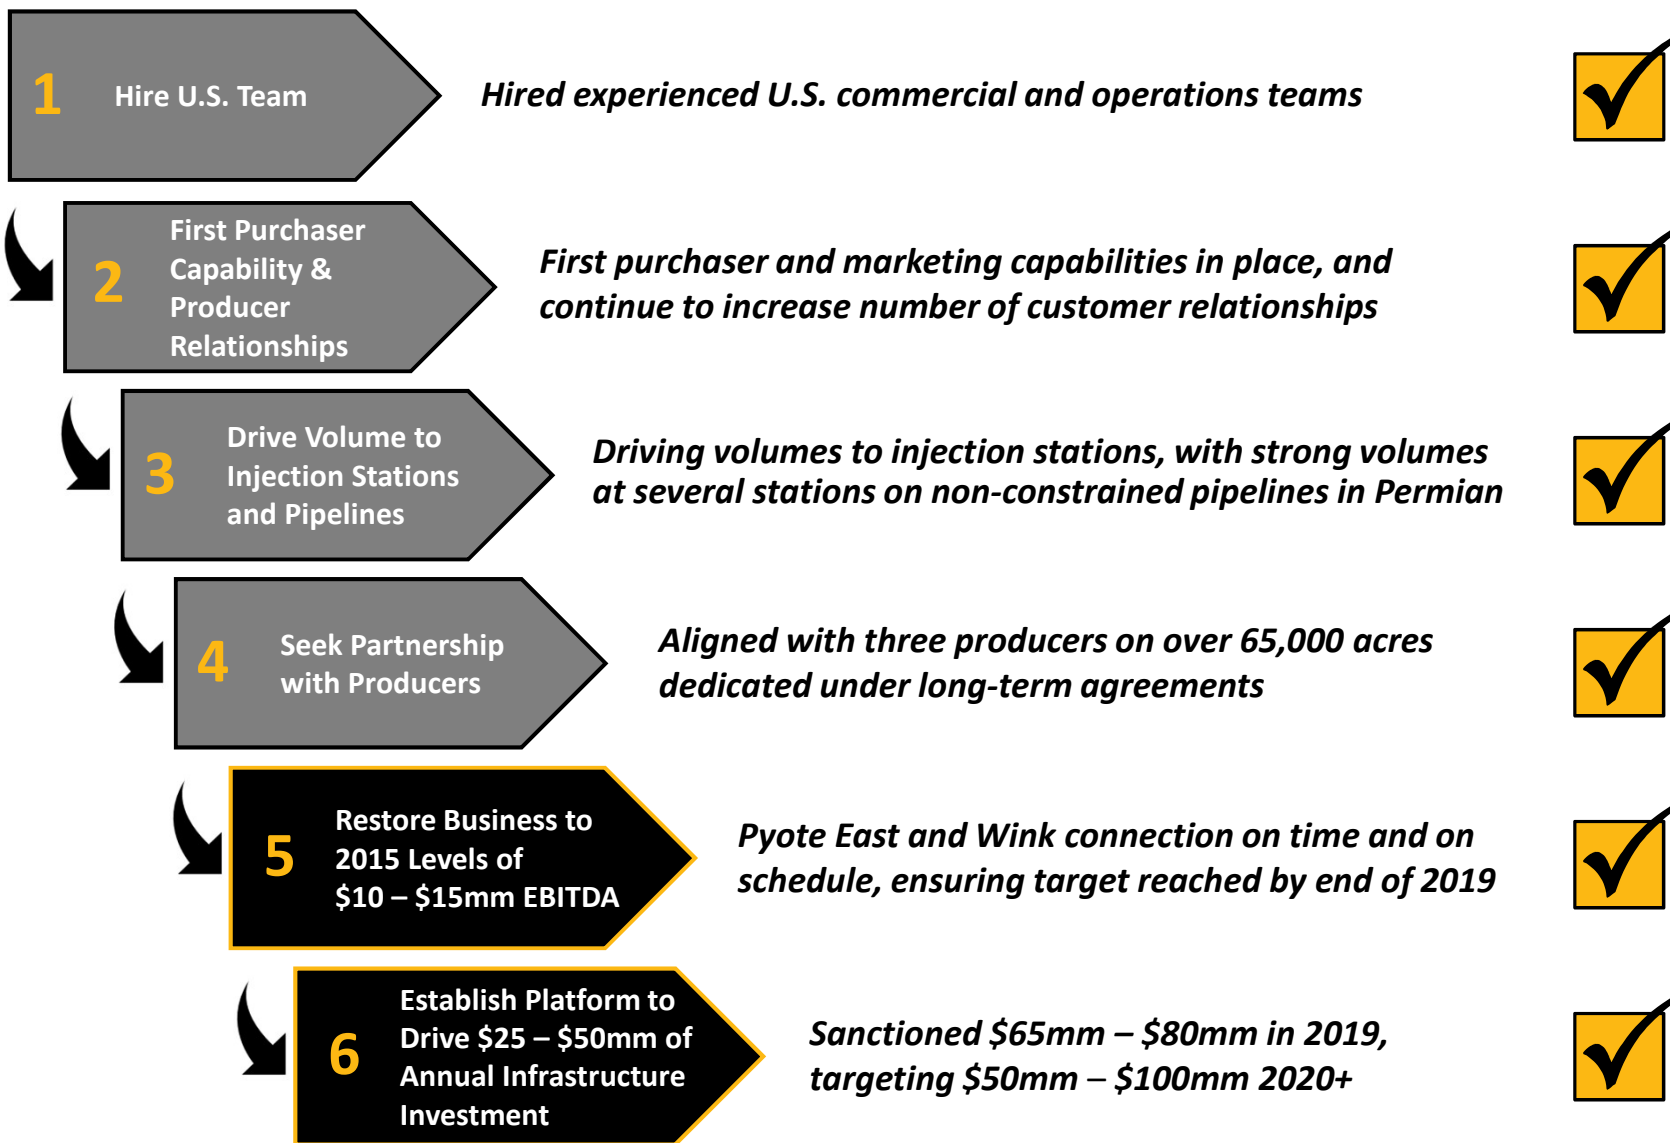 1
Hire U.S. Team
Hired experienced U.S. commercial and operations teams
2
First Purchaser
Capability &
Producer
Relationships
First purchaser and marketing capabilities in place, and
continue to increase number of customer relationships
3
Drive Volume to
Injection Stations
and Pipelines
Driving volumes to injection stations, with strong volumes
at several stations on non-constrained pipelines in Permian
4
Seek Partnership
with Producers
Aligned with three producers on over 65,000 acres
dedicated under long-term agreements
5
Restore Business to
2015 Levels of
$10 – $15mm EBITDA
Pyote East and Wink connection on time and on
schedule, ensuring target reached by end of 2019
6
Establish Platform to
Drive $25 – $50mm of
Annual Infrastructure
Investment
Sanctioned $65mm – $80mm in 2019,
targeting $50mm – $100mm 2020+